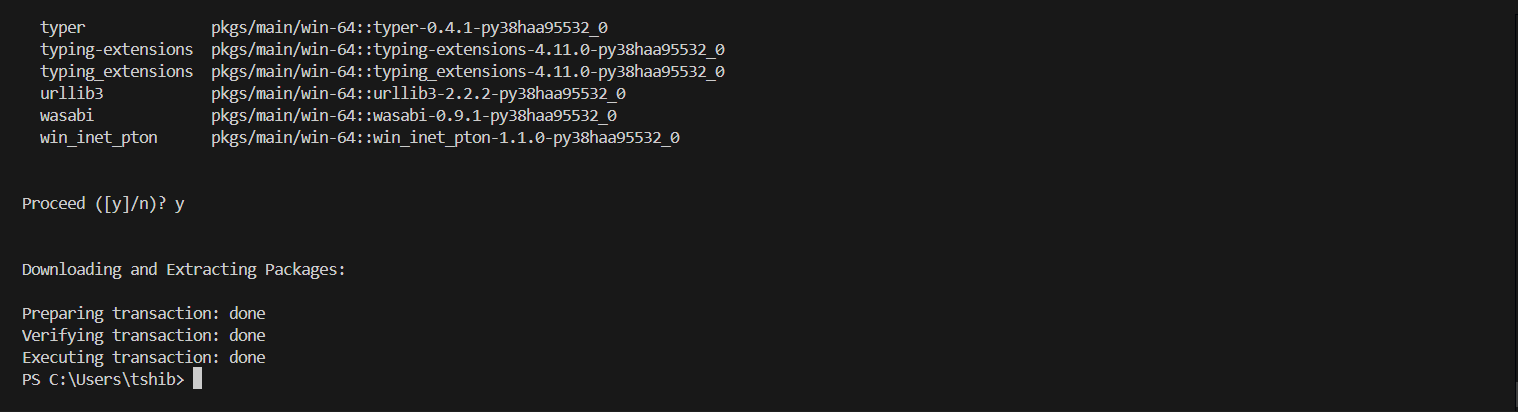 typer pkgs/main/win-64::typer-0.4.1-py38haa95532_0
typing-extensions pkgs/main/win-64::typing-extensions-4.11.0-py38haa95532_0
typing_extensions pkgs/main/win-64::typing_extensions-4.11.0-py38haa95532_0
urllib3 pkgs/main/win-64::urllib3-2.2.2-py38haa95532_0
wasabi pkgs/main/win-64::wasabi-0.9.1-py38haa95532_0
win_inet_pton pkgs/main/win-64::win_inet_pton-1.1.0-py38haa95532_0
Proceed ([y]/n)? y
Downloading and Extracting Packages:
Preparing transaction: done
Verifying transaction: done
Executing transaction: done
PS C:\Users\tshib>